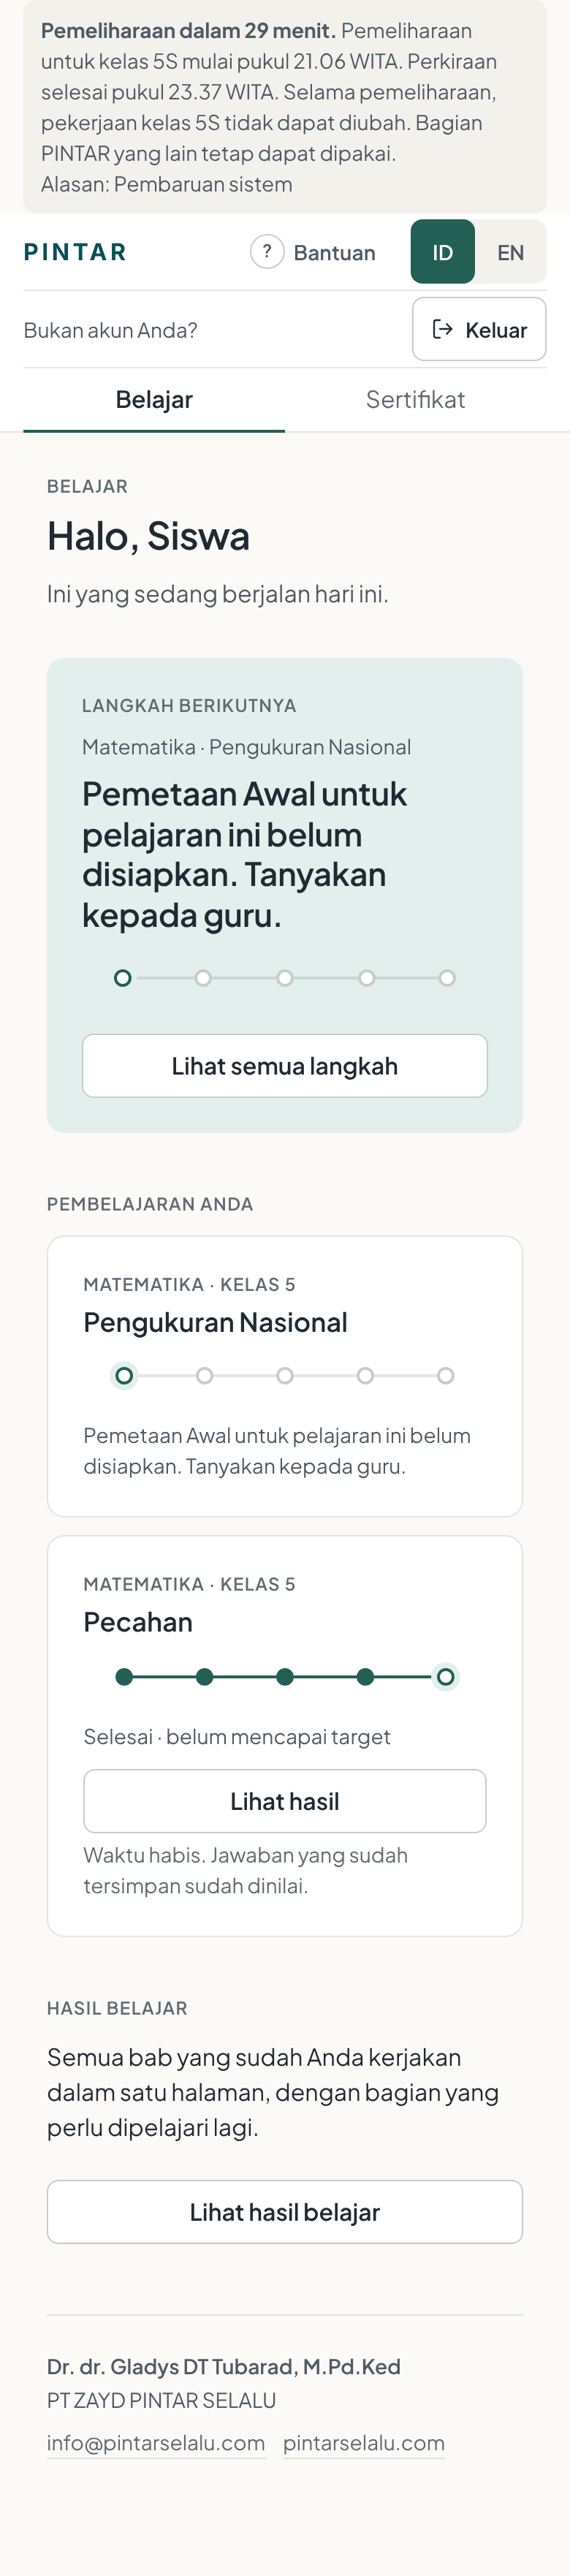 Pemeliharaan dalam 29 menit. Pemeliharaan
untuk kelas 5S mulai pukul 21.06 WITA. Perkiraan
selesai pukul 23.37 WITA. Selama pemeliharaan,
pekerjaan kelas 5S tidak dapat diubah. Bagian
PINTAR yang lain tetap dapat dipakai.
Alasan: Pembaruan sistem
PINTAR ? Bantuan ID EN
Bukan akun Anda? Keluar
Belajar Sertifikat
BELAJAR
Halo, Siswa
Ini yang sedang berjalan hari ini.
LANGKAH BERIKUTNYA
Matematika · Pengukuran Nasional
Pemetaan Awal untuk
pelajaran ini belum
disiapkan. Tanyakan
kepada guru.
Lihat semua langkah
PEMBELAJARAN ANDA
MATEMATIKA · KELAS 5
Pengukuran Nasional
Pemetaan Awal untuk pelajaran ini belum
disiapkan. Tanyakan kepada guru.
MATEMATIKA · KELAS 5
Pecahan
Selesai · belum mencapai target
Lihat hasil
Waktu habis. Jawaban yang sudah
tersimpan sudah dinilai.
HASIL BELAJAR
Semua bab yang sudah Anda kerjakan
dalam satu halaman, dengan bagian yang
perlu dipelajari lagi.
Lihat hasil belajar
Dr. dr. Gladys DT Tubarad, M.Pd.Ked
PT ZAYD PINTAR SELALU
info@pintarselalu.com pintarselalu.com